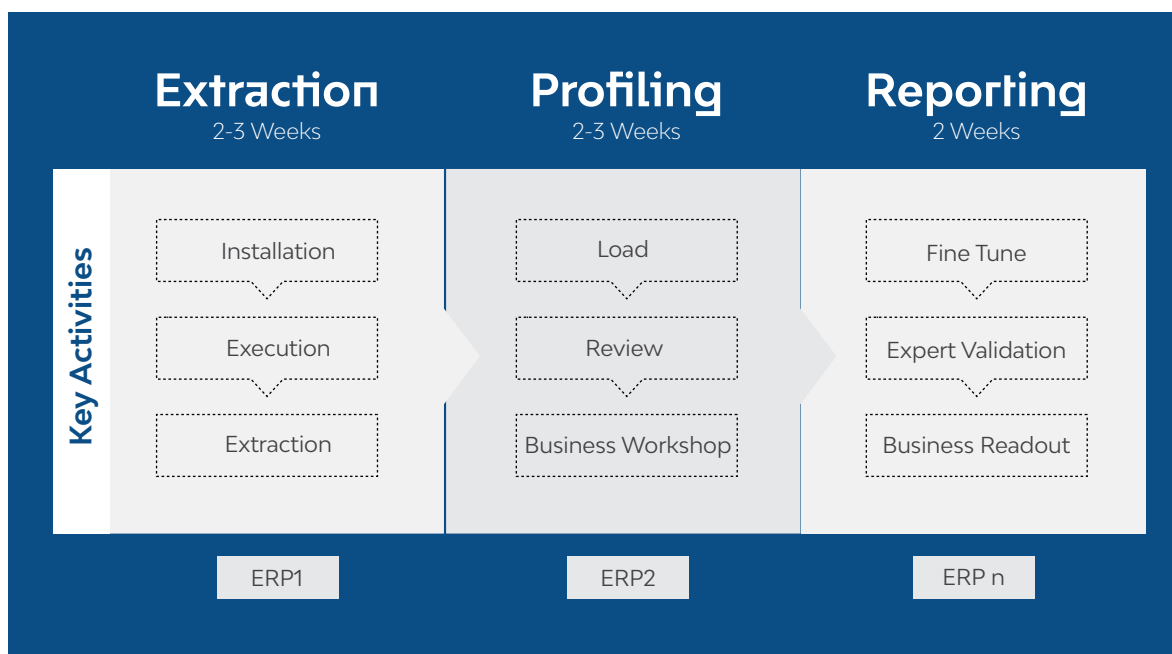 Extraction
2-3 Weeks
Profiling
2-3 Weeks
Reporting
2 Weeks
Key Activities
Installation
Execution
Extraction
Load
Review
Business Workshop
Fine Tune
Expert Validation
Business Readout
ERP1
ERP2
ERP n